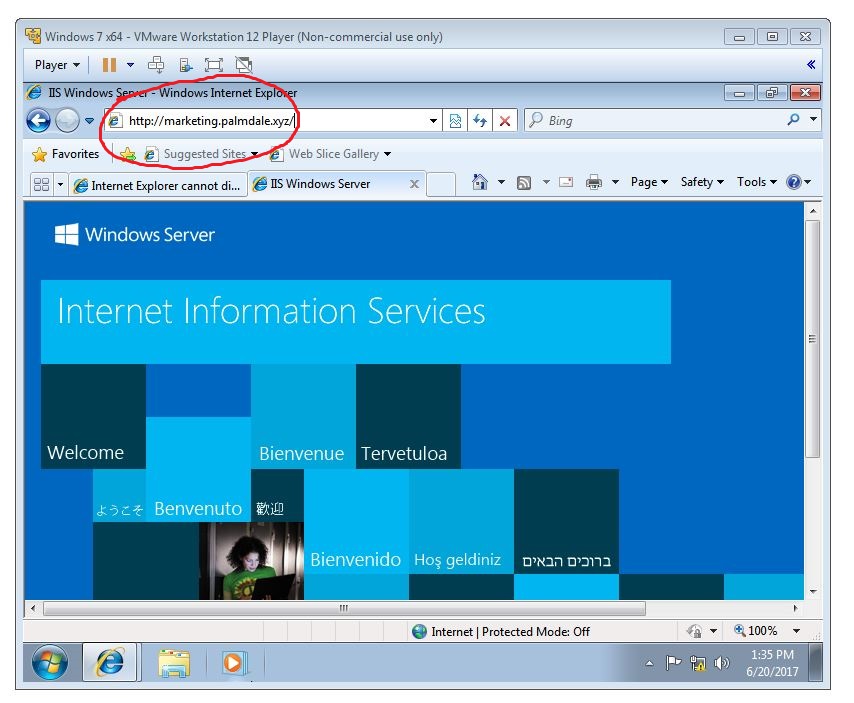 Windows 7 x64 - VMware Workstation 12 Player (Non-commercial use only)
Player
IIS Windows Server - Windows Internet Explorer
http://marketing.palmdale.xyz/
Bing
Favorites
Suggested Sites
Web Slice Gallery
Internet Explorer cannot di...
IIS Windows Server
x
Page
Safety
Tools
Windows Server
Internet Information Services
Welcome
Bienvenue
Tervetuloa
ようこそ
Benvenuto
歡迎
Bienvenido
Hoş geldiniz
ברוכים הבאים
Internet | Protected Mode: Off
100%
1:35 PM
6/20/2017